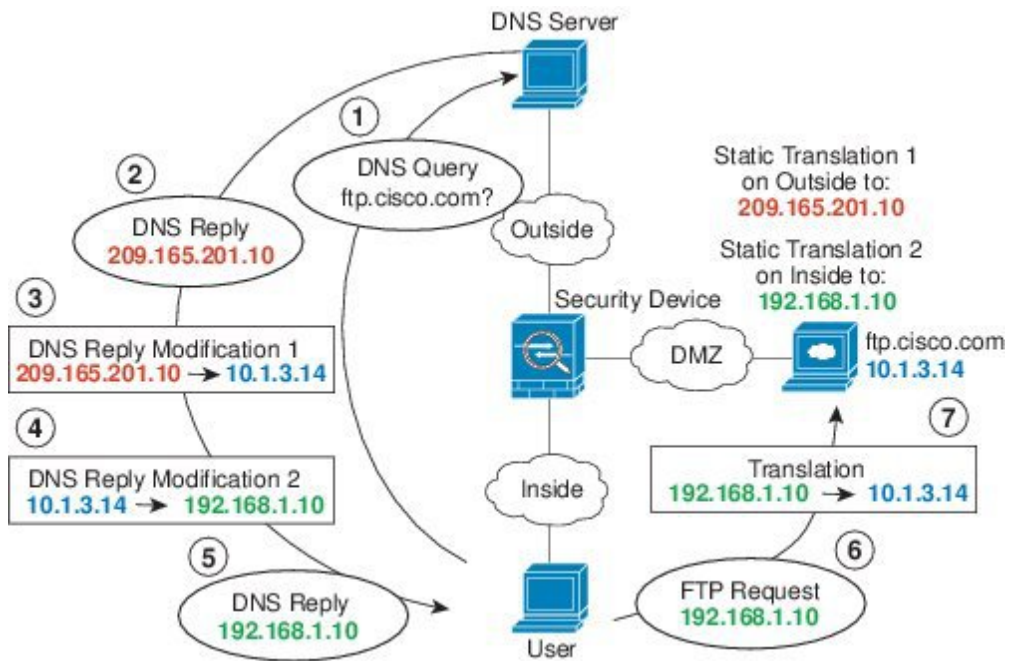 DNS Server
1
DNS Query
ftp.cisco.com?
2
DNS Reply
209.165.201.10
Outside
Static Translation 1
on Outside to:
209.165.201.10
Static Translation 2
on Inside to:
192.168.1.10
3
DNS Reply Modification 1
209.165.201.10 → 10.1.3.14
Security Device
DMZ
ftp.cisco.com
10.1.3.14
4
DNS Reply Modification 2
10.1.3.14 → 192.168.1.10
Inside
7
Translation
192.168.1.10 → 10.1.3.14
5
DNS Reply
192.168.1.10
User
6
FTP Request
192.168.1.10